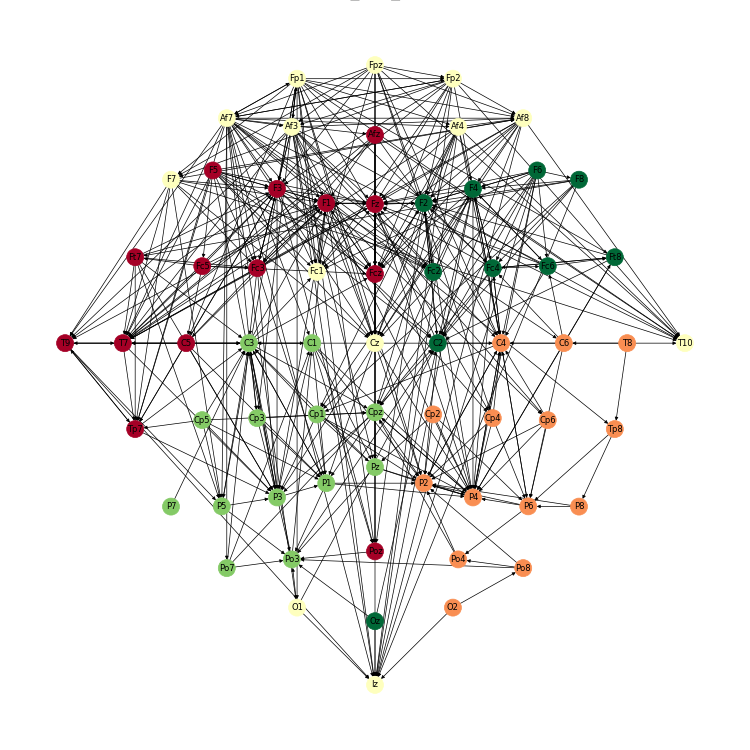 Fpz
Fp1 Fp2
Af7 Af8
Af3 Af4
Afz
F5 F6
F7 F8
F3 F4
F1 Fz F2
Fc7 Fc8
Fc5 Fc3 Fc1 Fcz Fc2 Fc4 Fc6
T9 T7 C5 C3 C1 Cz C2 C4 C6 T8 T10
Cp5 Cp3 Cp1 Cpz Cp2 Cp4 Cp6
Tp7 Tp8
Pz
P1 P2
P7 P5 P3 P4 P6 P8
Poz
Po3 Po4
Po7 Po8
O1 O2
Oz
Iz